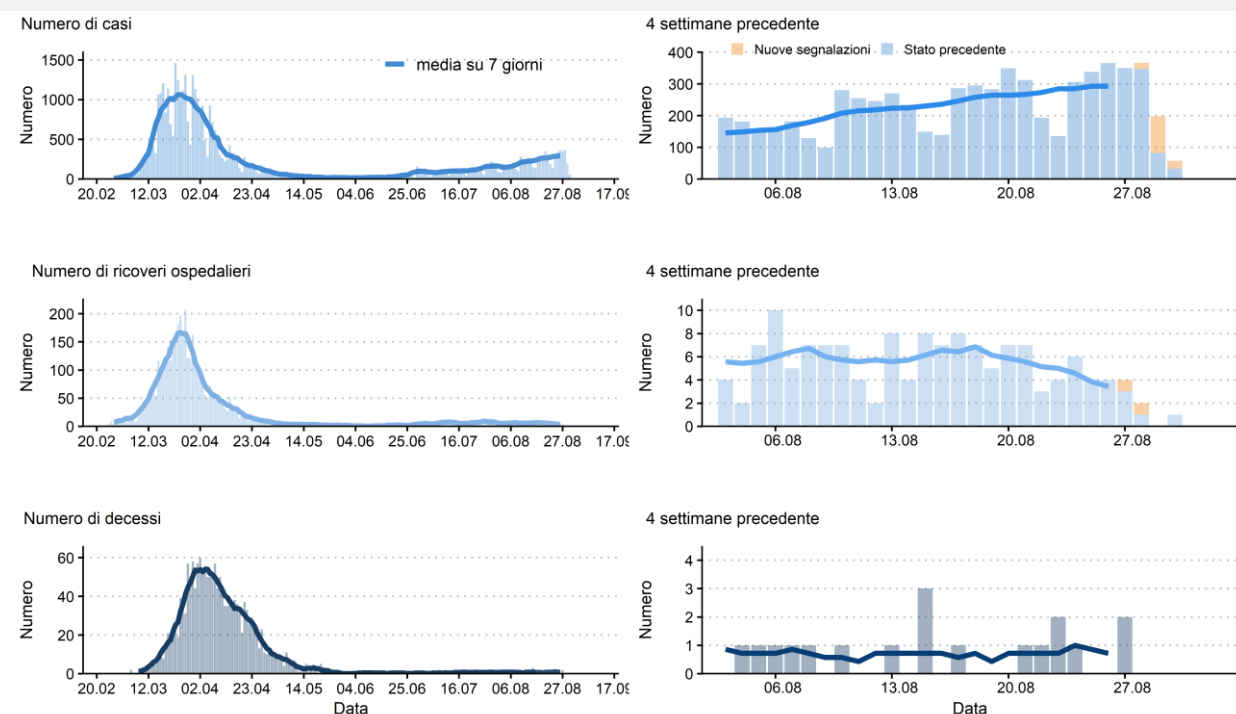 Numero di casi
4 settimane precedente
media su 7 giorni
Nuove segnalazioni Stato precedente
Numero
1500
1000
500
0
20.02 12.03 02.04 23.04 14.05 04.06 25.06 16.07 06.08 27.08 17.09
Numero
400
300
200
100
0
06.08 13.08 20.08 27.08
Numero di ricoveri ospedalieri
4 settimane precedente
Numero
200
150
100
50
0
20.02 12.03 02.04 23.04 14.05 04.06 25.06 16.07 06.08 27.08 17.09
Numero
10
8
6
4
2
0
06.08 13.08 20.08 27.08
Numero di decessi
4 settimane precedente
Numero
60
40
20
0
20.02 12.03 02.04 23.04 14.05 04.06 25.06 16.07 06.08 27.08 17.09
Data
Numero
4
3
2
1
0
06.08 13.08 20.08 27.08
Data